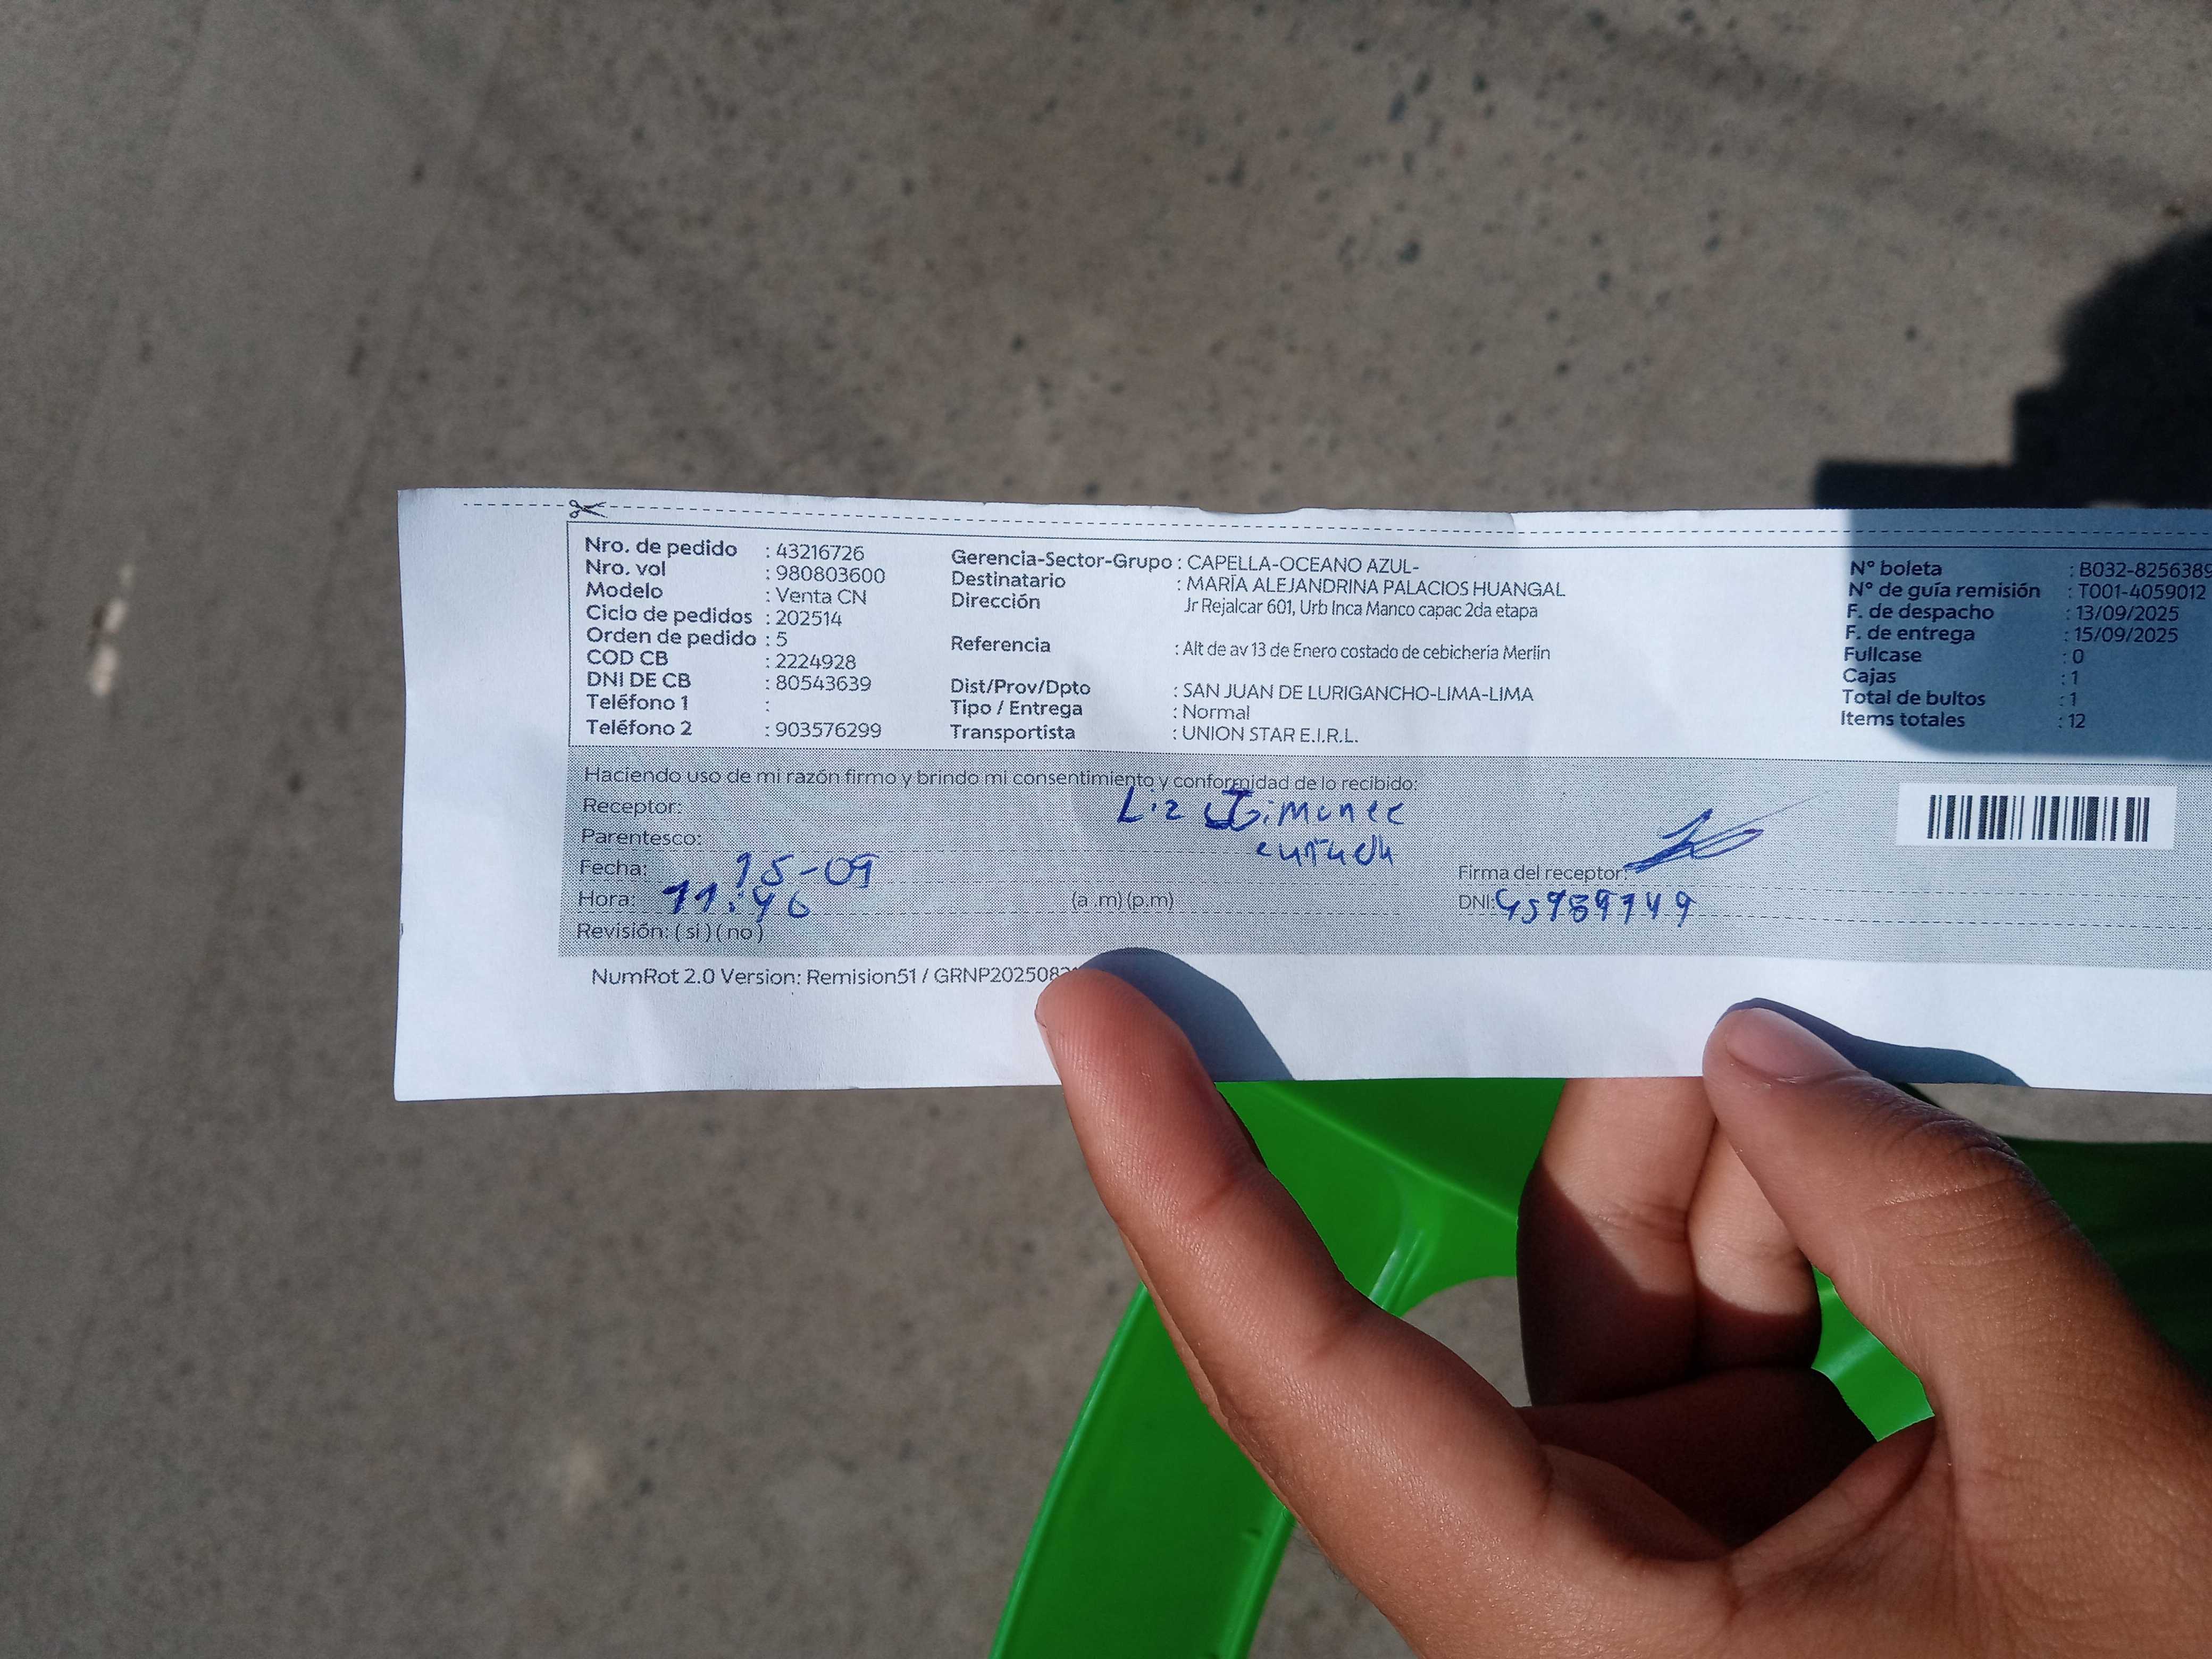 Nro. de pedido : 43216726
Nro. vol : 980803600
Modelo : Venta CN
Ciclo de pedidos : 202514
Orden de pedido : 5
COD CB : 2224928
DNI DE CB : 80543639
Teléfono 1 :
Teléfono 2 : 903576299
Gerencia-Sector-Grupo : CAPELLA-OCEANO AZUL-
Destinatario : MARÍA ALEJANDRINA PALACIOS HUANGAL
Dirección Jr Rejalcar 601, Urb Inca Manco capac 2da etapa
Referencia : Alt de av 13 de Enero costado de cebicheria Merlin
Dist/Prov/Dpto : SAN JUAN DE LURIGANCHO-LIMA-LIMA
Tipo / Entrega : Normal
Transportista : UNION STAR E.I.R.L.
N° boleta : B032-8256389
N° de guía remisión : T001-4059012
F. de despacho : 13/09/2025
F. de entrega : 15/09/2025
Fullcase : 0
Cajas : 1
Total de bultos : 1
Items totales : 12
Haciendo uso de mi razón firmo y brindo mi consentimiento y conformidad de lo recibido:
Receptor: Liz
Parentesco:
Fecha: 15-09
Hora: 11:46 (a .m) (p.m)
Revisión: ( si ) ( no )
Firma del receptor:
DNI:
NumRot 2.0 Version: Remision51 / GRNP202508